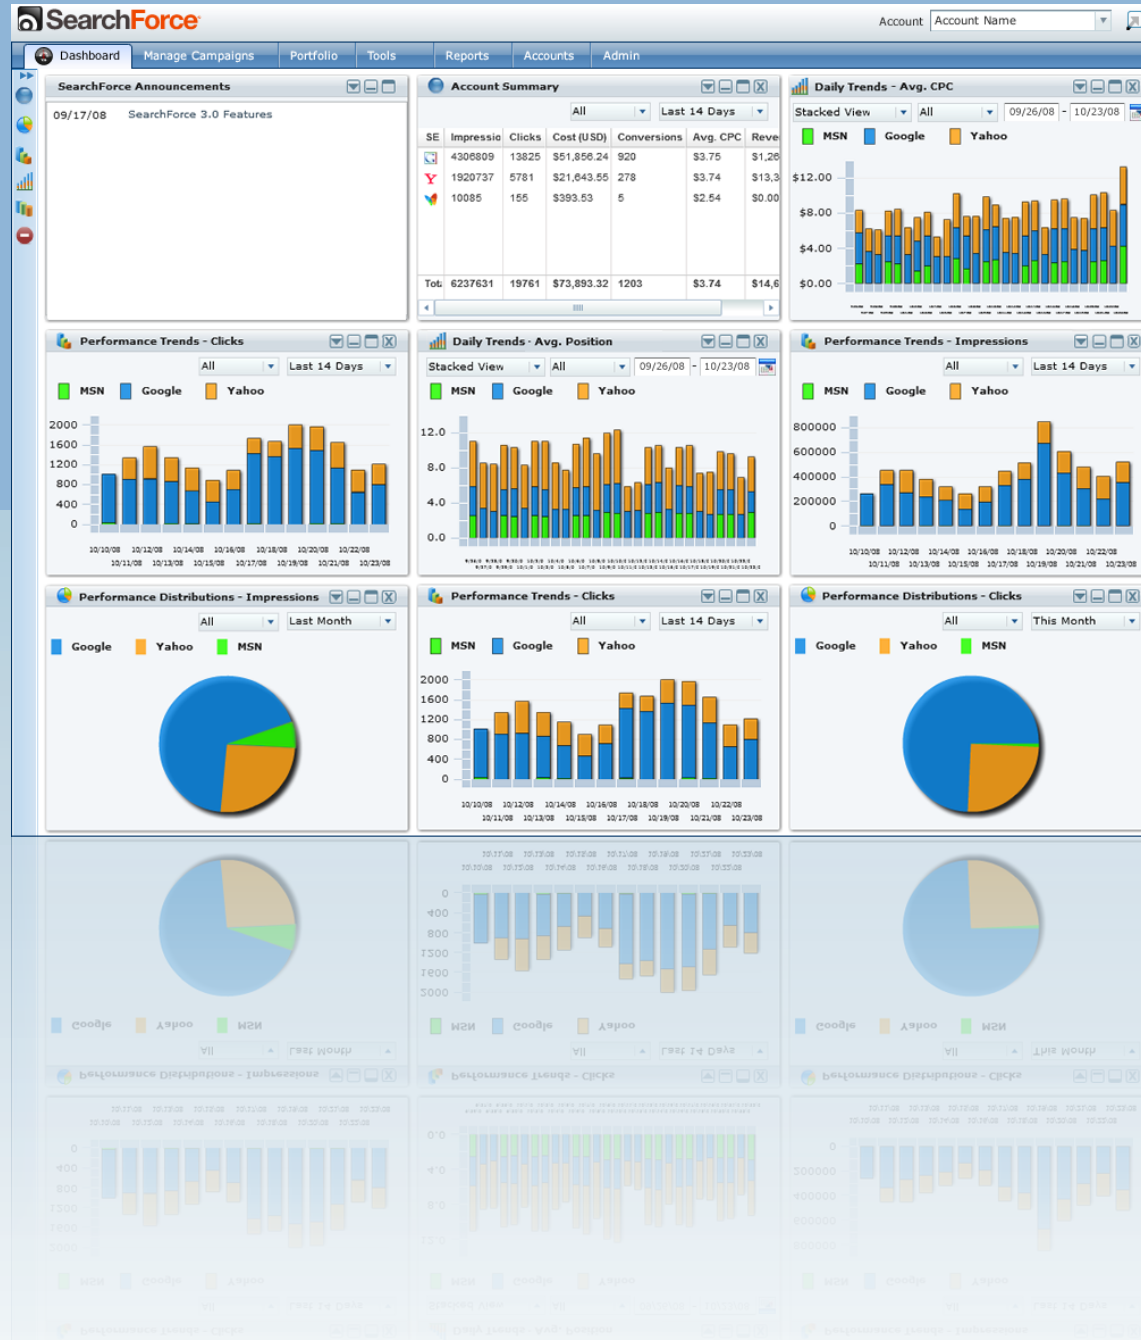 SearchForce
Account Account Name
Dashboard Manage Campaigns Portfolio Tools Reports Accounts Admin
SearchForce Announcements
09/17/08 SearchForce 3.0 Features
Account Summary
All Last 14 Days
SE Impressio Clicks Cost (USD) Conversions Avg. CPC Reve
4306809 13825 $51,856.24 920 $3.75 $1,26
1920737 5781 $21,643.55 278 $3.74 $13,3
10085 155 $393.53 5 $2.54 $0.00
Tota 6237631 19761 $73,893.32 1203 $3.74 $14,6
Daily Trends - Avg. CPC
Stacked View All 09/26/08 - 10/23/08
MSN Google Yahoo
$12.00
$8.00
$4.00
$0.00
Performance Trends - Clicks
All Last 14 Days
MSN Google Yahoo
2000
1600
1200
800
400
0
10/10/08 10/12/08 10/14/08 10/16/08 10/18/08 10/20/08 10/22/08
10/11/08 10/13/08 10/15/08 10/17/08 10/19/08 10/21/08 10/23/08
Daily Trends - Avg. Position
Stacked View All 09/26/08 - 10/23/08
MSN Google Yahoo
12.0
8.0
4.0
0.0
Performance Trends - Impressions
All Last 14 Days
MSN Google Yahoo
800000
600000
400000
200000
0
10/10/08 10/12/08 10/14/08 10/16/08 10/18/08 10/20/08 10/22/08
10/11/08 10/13/08 10/15/08 10/17/08 10/19/08 10/21/08 10/23/08
Performance Distributions - Impressions
All Last Month
Google Yahoo MSN
Performance Trends - Clicks
All Last 14 Days
MSN Google Yahoo
2000
1600
1200
800
400
0
10/10/08 10/12/08 10/14/08 10/16/08 10/18/08 10/20/08 10/22/08
10/11/08 10/13/08 10/15/08 10/17/08 10/19/08 10/21/08 10/23/08
Performance Distributions - Clicks
All This Month
Google Yahoo MSN